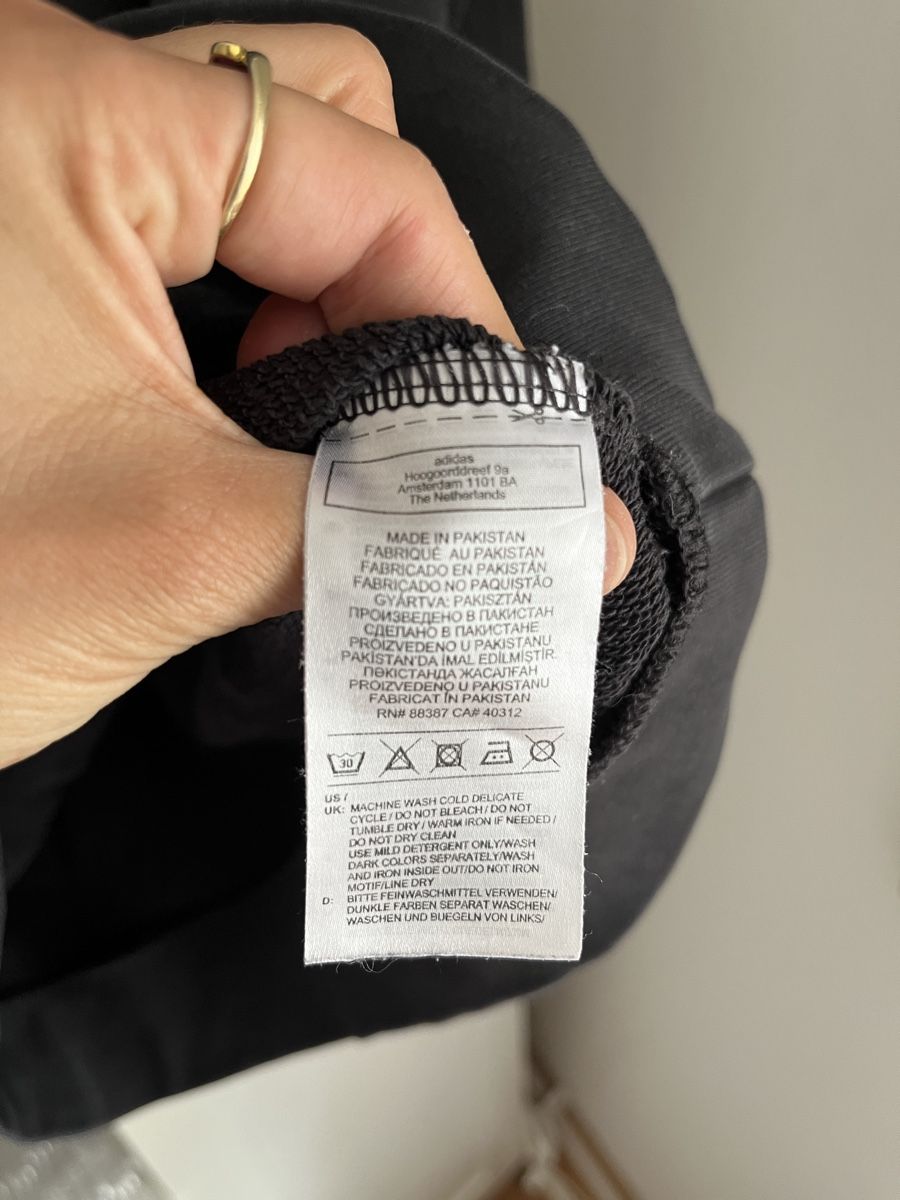 adidas
Hoogoorddreef 9a
Amsterdam 1101 BA
The Netherlands
MADE IN PAKISTAN
FABRIQUÉ AU PAKISTAN
FABRICADO EN PAKISTÁN
FABRICADO NO PAQUISTÃO
GYÁRTVA: PAKISZTÁN
ПРОИЗВЕДЕНО В ПАКИСТАН
СДЕЛАНО В ПАКИСТАНЕ
PROIZVEDENO U PAKISTANU
PAKİSTAN'DA İMAL EDİLMİŞTİR.
ПӘКІСТАНДА ЖАСАЛҒАН
PROIZVEDENO U PAKISTANU
FABRICAT ÎN PAKISTAN
RN# 88387 CA# 40312
30
US /
UK: MACHINE WASH COLD DELICATE
CYCLE / DO NOT BLEACH / DO NOT
TUMBLE DRY / WARM IRON IF NEEDED /
DO NOT DRY CLEAN
USE MILD DETERGENT ONLY/WASH
DARK COLORS SEPARATELY/WASH
AND IRON INSIDE OUT/DO NOT IRON
MOTIF/LINE DRY
D: BITTE FEINWASCHMITTEL VERWENDEN/
DUNKLE FARBEN SEPARAT WASCHEN/
WASCHEN UND BUEGELN VON LINKS/